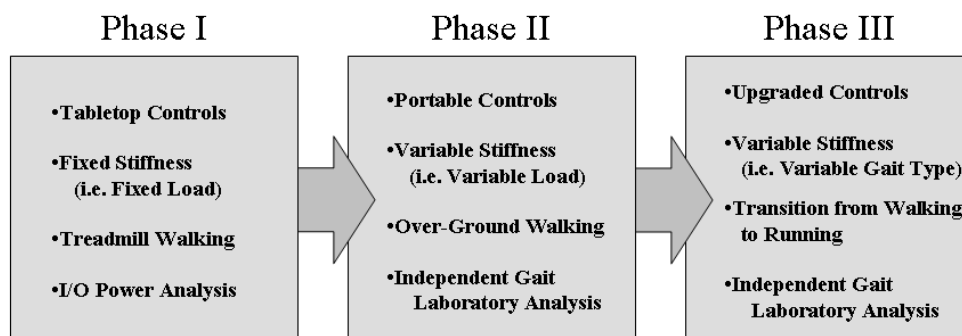 Phase I
•Tabletop Controls
•Fixed Stiffness
(i.e. Fixed Load)
•Treadmill Walking
•I/O Power Analysis
Phase II
•Portable Controls
•Variable Stiffness
(i.e. Variable Load)
•Over-Ground Walking
•Independent Gait
Laboratory Analysis
Phase III
•Upgraded Controls
•Variable Stiffness
(i.e. Variable Gait Type)
•Transition from Walking
to Running
•Independent Gait
Laboratory Analysis